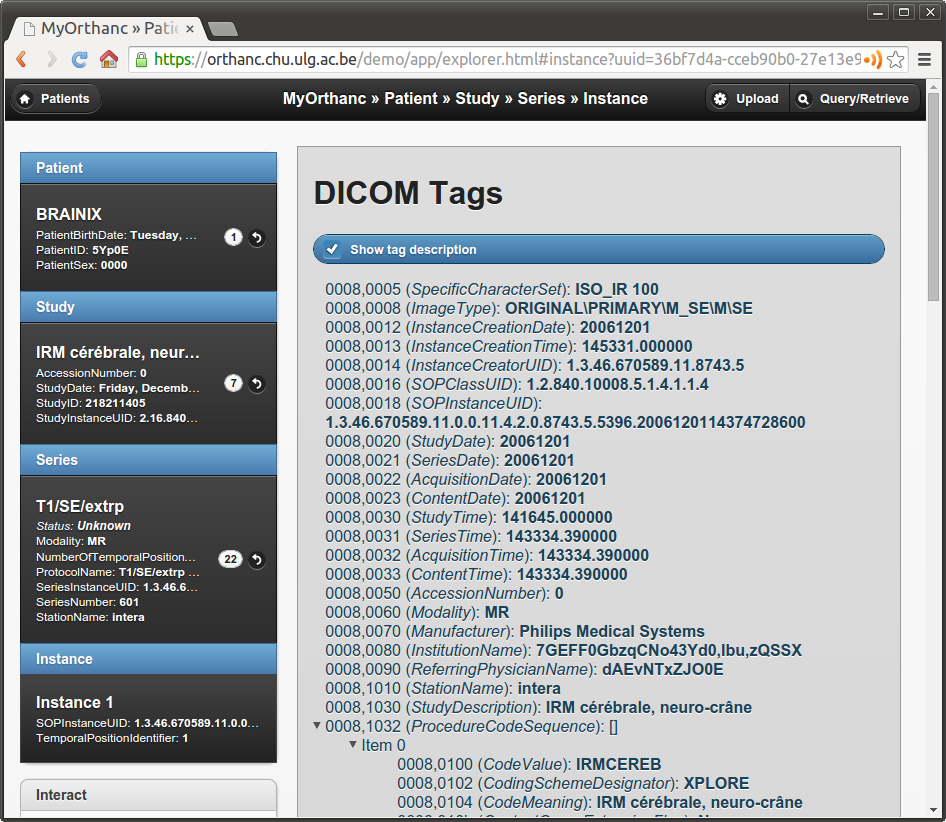 MyOrthanc » Patie
https://orthanc.chu.ulg.ac.be/demo/app/explorer.html#instance?uuid=36bf7d4a-cceb90b0-27e13e9
Patients
MyOrthanc » Patient » Study » Series » Instance
Upload
Query/Retrieve
Patient
BRAINIX
PatientBirthDate: Tuesday, ...
PatientID: 5Yp0E
PatientSex: 0000
1
Study
IRM cérébrale, neur...
AccessionNumber: 0
StudyDate: Friday, Decemb...
StudyID: 218211405
StudyInstanceUID: 2.16.840...
7
Series
T1/SE/extrp
Status: Unknown
Modality: MR
NumberOfTemporalPosition...
ProtocolName: T1/SE/extrp ...
SeriesInstanceUID: 1.3.46.6...
SeriesNumber: 601
StationName: intera
22
Instance
Instance 1
SOPInstanceUID: 1.3.46.670589.11.0.0...
TemporalPositionIdentifier: 1
Interact
DICOM Tags
Show tag description
0008,0005 (SpecificCharacterSet): ISO_IR 100
0008,0008 (ImageType): ORIGINAL\PRIMARY\M_SE\M\SE
0008,0012 (InstanceCreationDate): 20061201
0008,0013 (InstanceCreationTime): 145331.000000
0008,0014 (InstanceCreatorUID): 1.3.46.670589.11.8743.5
0008,0016 (SOPClassUID): 1.2.840.10008.5.1.4.1.1.4
0008,0018 (SOPInstanceUID):
1.3.46.670589.11.0.0.11.4.2.0.8743.5.5396.2006120114374728600
0008,0020 (StudyDate): 20061201
0008,0021 (SeriesDate): 20061201
0008,0022 (AcquisitionDate): 20061201
0008,0023 (ContentDate): 20061201
0008,0030 (StudyTime): 141645.000000
0008,0031 (SeriesTime): 143334.390000
0008,0032 (AcquisitionTime): 143334.390000
0008,0033 (ContentTime): 143334.390000
0008,0050 (AccessionNumber): 0
0008,0060 (Modality): MR
0008,0070 (Manufacturer): Philips Medical Systems
0008,0080 (InstitutionName): 7GEFF0GbzqCNo43Yd0,lbu,zQSSX
0008,0090 (ReferringPhysicianName): dAEvNTxZJO0E
0008,1010 (StationName): intera
0008,1030 (StudyDescription): IRM cérébrale, neuro-crâne
0008,1032 (ProcedureCodeSequence): []
Item 0
0008,0100 (CodeValue): IRMCEREB
0008,0102 (CodingSchemeDesignator): XPLORE
0008,0104 (CodeMeaning): IRM cérébrale, neuro-crâne